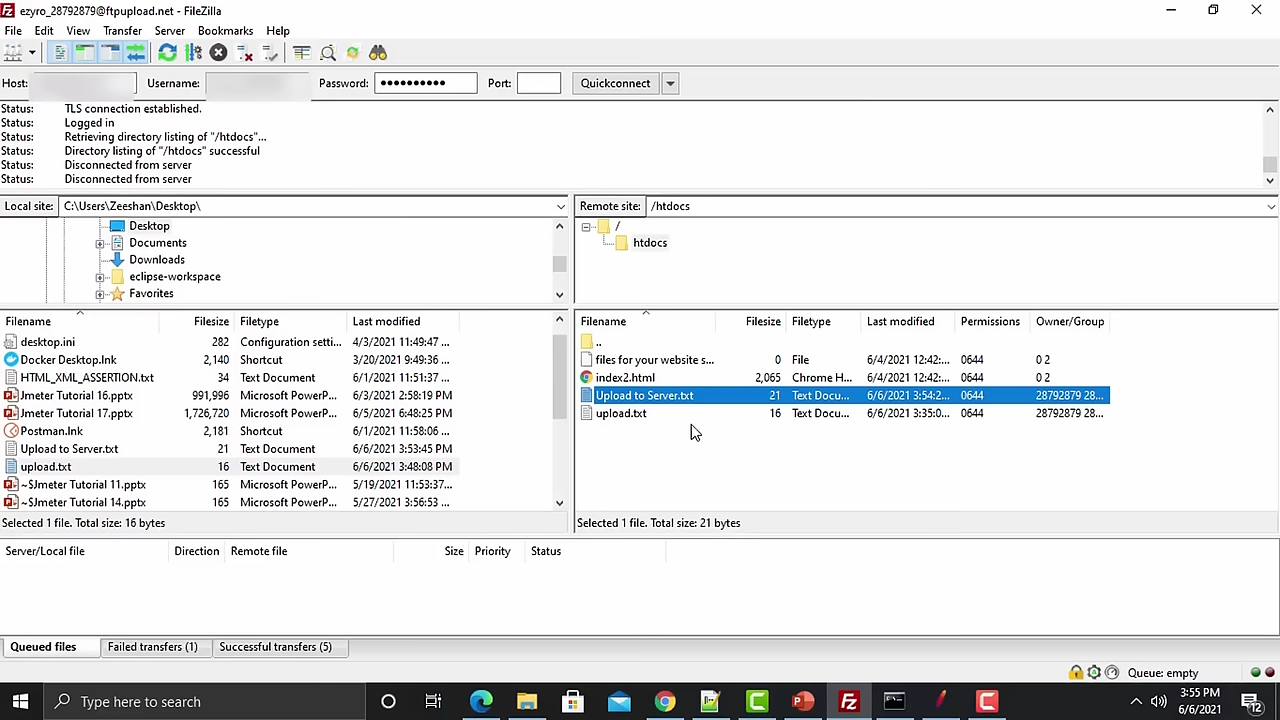 ezyro_28792879@ftpupload.net - FileZilla
File Edit View Transfer Server Bookmarks Help
Host: Username: Password: ●●●●●●●●●● Port: Quickconnect
Status: TLS connection established.
Status: Logged in
Status: Retrieving directory listing of "/htdocs"...
Status: Directory listing of "/htdocs" successful
Status: Disconnected from server
Status: Disconnected from server
Local site: C:\Users\Zeeshan\Desktop\
Desktop
Documents
Downloads
eclipse-workspace
Favorites
Remote site: /htdocs
/
htdocs
Filename Filesize Filetype Last modified
desktop.ini 282 Configuration setti... 4/3/2021 11:49:47 ...
Docker Desktop.lnk 2,140 Shortcut 3/20/2021 9:49:36 ...
HTML_XML_ASSERTION.txt 34 Text Document 6/1/2021 11:51:37 ...
Jmeter Tutorial 16.pptx 991,996 Microsoft PowerP... 6/3/2021 2:58:19 PM
Jmeter Tutorial 17.pptx 1,726,720 Microsoft PowerP... 6/5/2021 6:48:25 PM
Postman.lnk 2,181 Shortcut 6/1/2021 11:58:06 ...
Upload to Server.txt 21 Text Document 6/6/2021 3:53:45 PM
upload.txt 16 Text Document 6/6/2021 3:48:08 PM
~$Jmeter Tutorial 11.pptx 165 Microsoft PowerP... 5/19/2021 11:53:37...
~$Jmeter Tutorial 14.pptx 165 Microsoft PowerP... 5/27/2021 3:56:53 ...
Selected 1 file. Total size: 16 bytes
Filename Filesize Filetype Last modified Permissions Owner/Group
..
files for your website s... 0 File 6/4/2021 12:42:... 0644 0 2
index2.html 2,065 Chrome H... 6/4/2021 12:42:... 0644 0 2
Upload to Server.txt 21 Text Docu... 6/6/2021 3:54:2... 0644 28792879 28...
upload.txt 16 Text Docu... 6/6/2021 3:35:0... 0644 28792879 28...
Selected 1 file. Total size: 21 bytes
Server/Local file Direction Remote file Size Priority Status
Queued files Failed transfers (1) Successful transfers (5)
Queue: empty
Type here to search
3:55 PM
6/6/2021
12